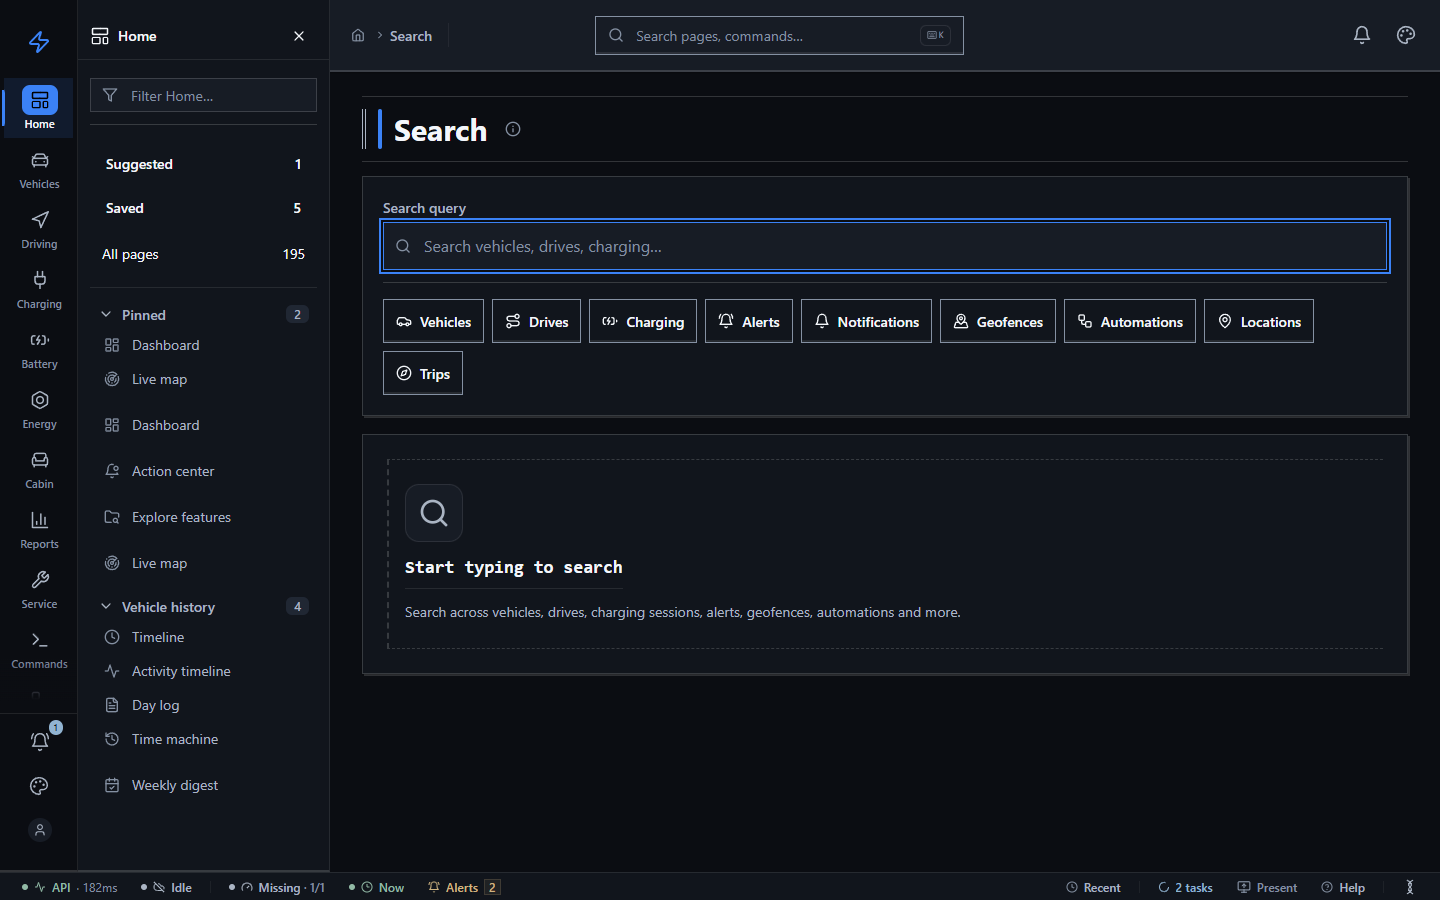 Home
Search
Search pages, commands...
K
Home
Vehicles
Driving
Charging
Battery
Energy
Cabin
Reports
Service
Commands
1
Filter Home...
Suggested 1
Saved 5
All pages 195
Pinned 2
Dashboard
Live map
Dashboard
Action center
Explore features
Live map
Vehicle history 4
Timeline
Activity timeline
Day log
Time machine
Weekly digest
Search
Search query
Search vehicles, drives, charging...
Vehicles Drives Charging Alerts Notifications Geofences Automations Locations
Trips
Start typing to search
Search across vehicles, drives, charging sessions, alerts, geofences, automations and more.
API · 182ms Idle Missing · 1/1 Now Alerts 2 Recent 2 tasks Present Help